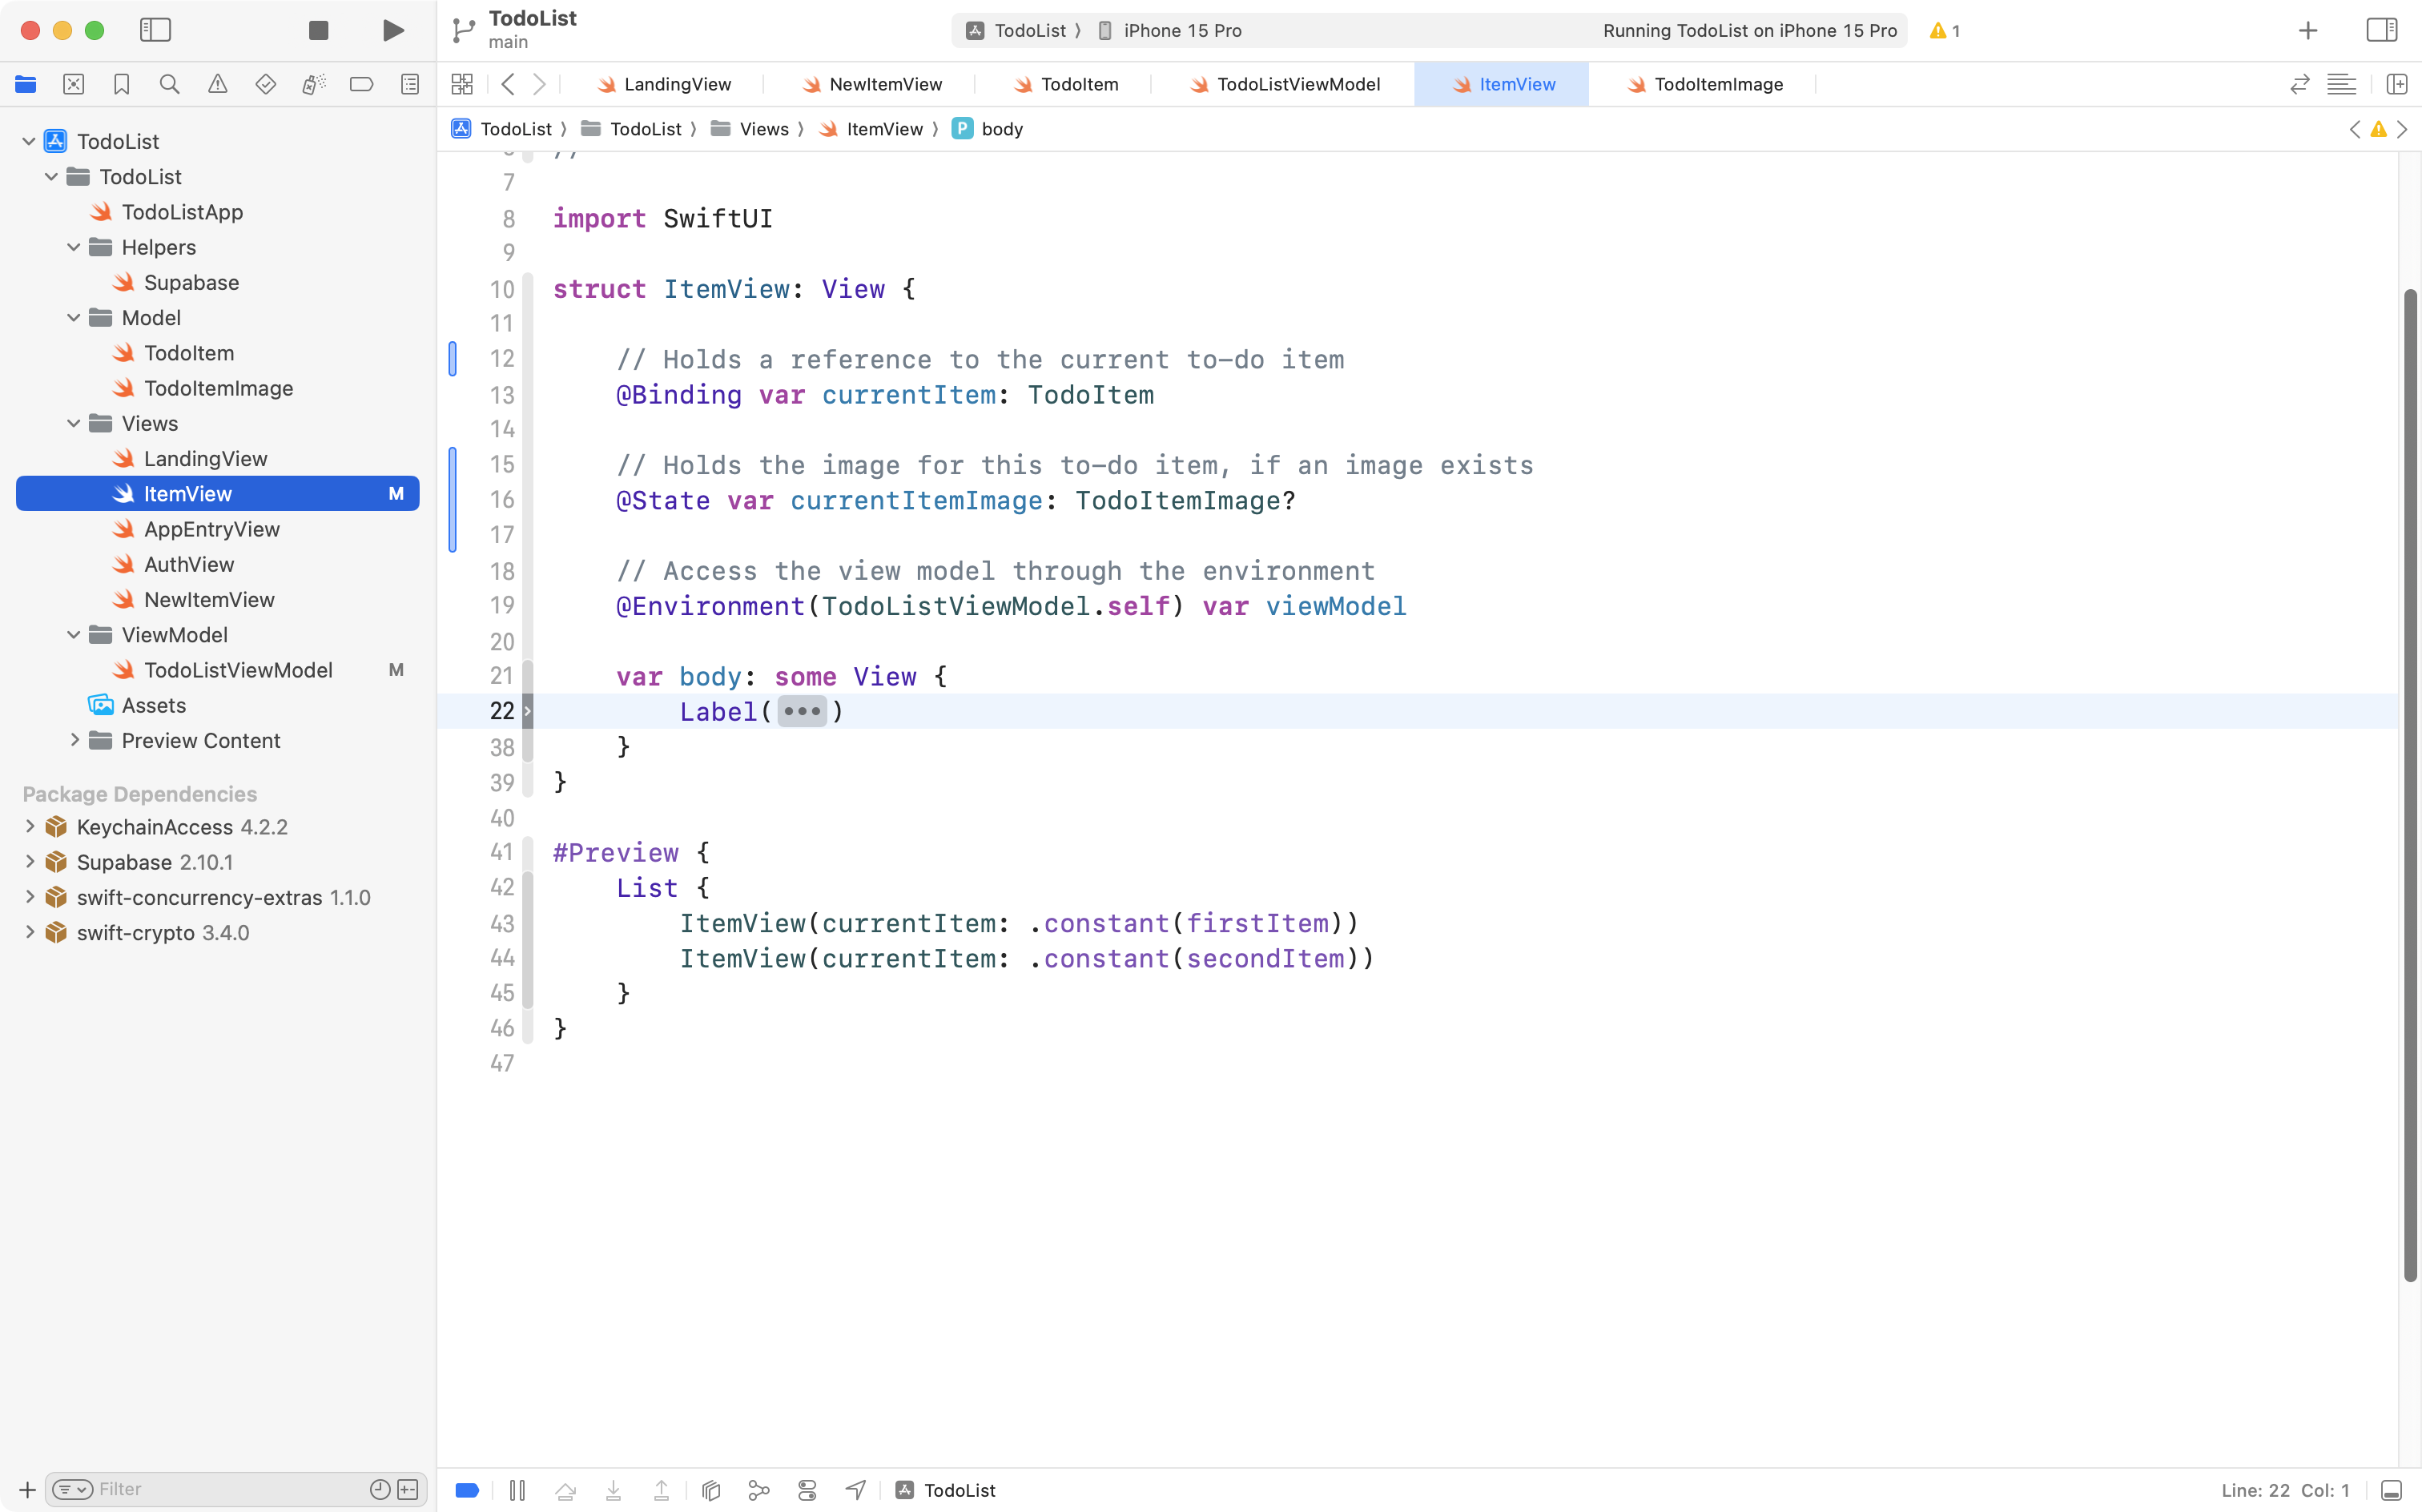 TodoList
main
TodoList 〉 iPhone 15 Pro
Running TodoList on iPhone 15 Pro
1
LandingView
NewItemView
TodoItem
TodoListViewModel
ItemView
TodoItemImage
TodoList 〉 TodoList 〉 Views 〉 ItemView 〉 P body
TodoList
TodoList
TodoListApp
Helpers
Supabase
Model
TodoItem
TodoItemImage
Views
LandingView
ItemView M
AppEntryView
AuthView
NewItemView
ViewModel
TodoListViewModel M
Assets
Preview Content
Package Dependencies
KeychainAccess 4.2.2
Supabase 2.10.1
swift-concurrency-extras 1.1.0
swift-crypto 3.4.0
Filter
7
8 import SwiftUI
9
10 struct ItemView: View {
11
12 // Holds a reference to the current to-do item
13 @Binding var currentItem: TodoItem
14
15 // Holds the image for this to-do item, if an image exists
16 @State var currentItemImage: TodoItemImage?
17
18 // Access the view model through the environment
19 @Environment(TodoListViewModel.self) var viewModel
20
21 var body: some View {
22 Label(•••)
38 }
39 }
40
41 #Preview {
42 List {
43 ItemView(currentItem: .constant(firstItem))
44 ItemView(currentItem: .constant(secondItem))
45 }
46 }
47
TodoList
Line: 22 Col: 1